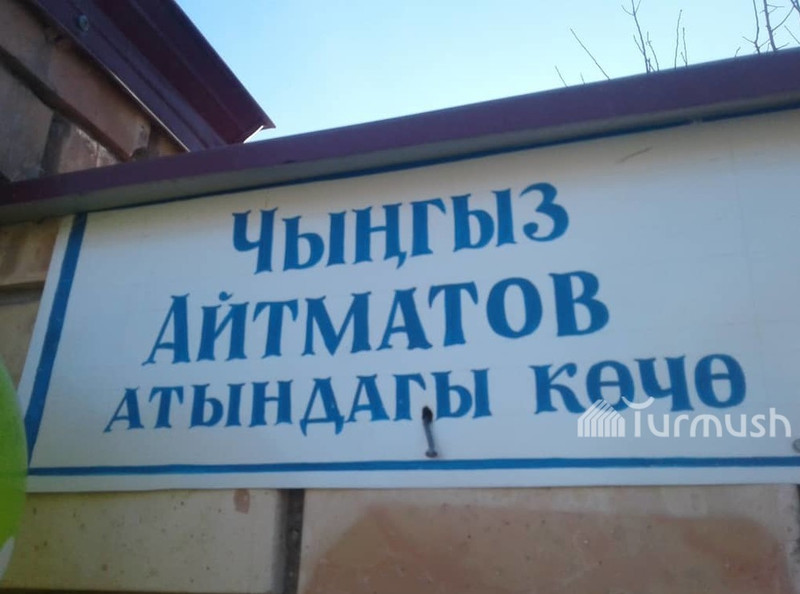 Чыңгыз
Айтматов
атындагы көчө
Turmush